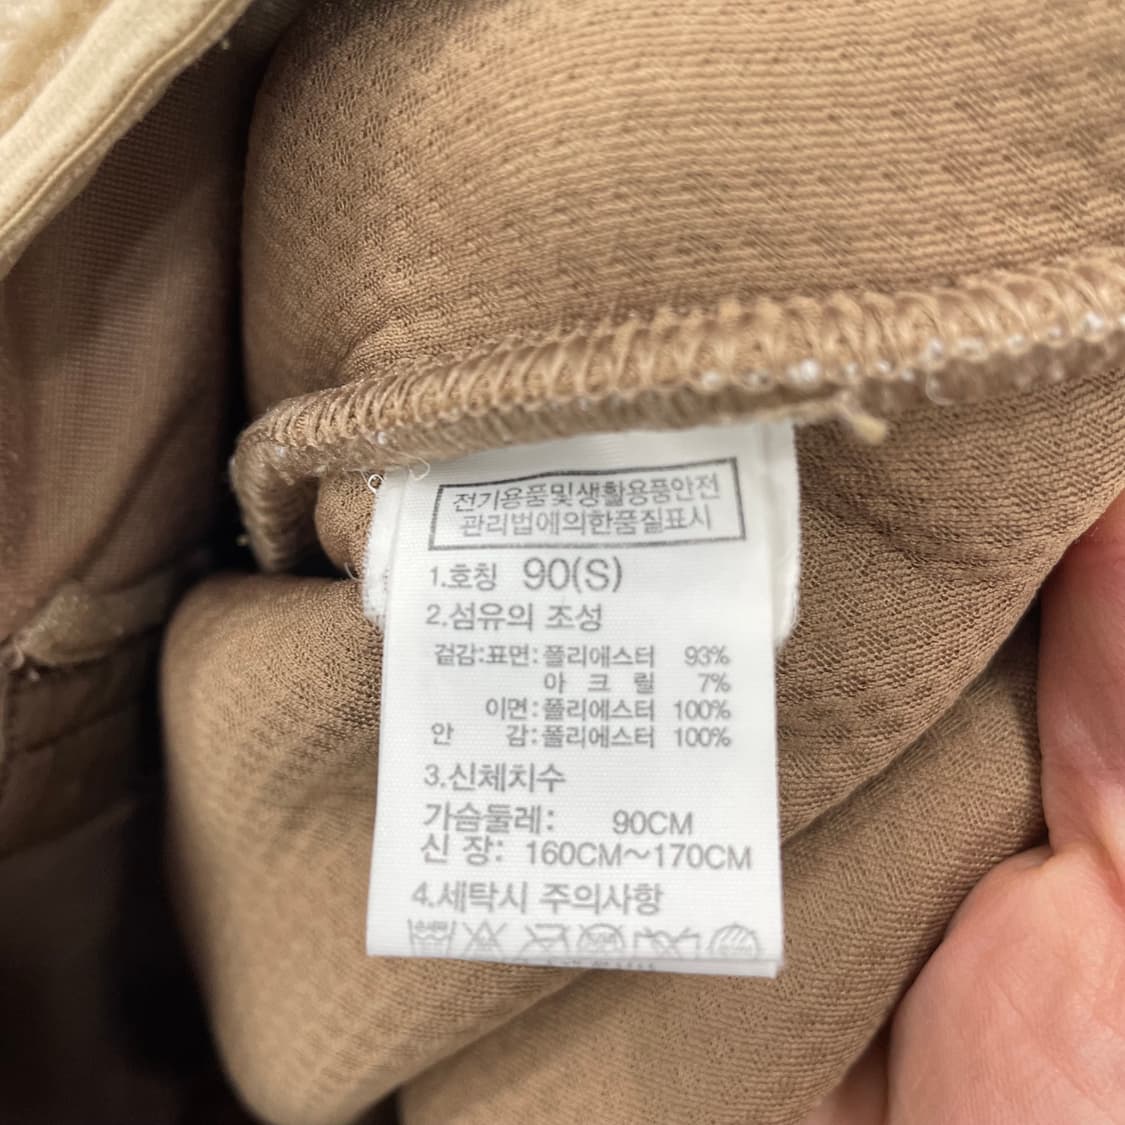 전기용품및생활용품안전
관리법에의한품질표시
1.호칭 90(S)
2.섬유의 조성
겉감:표면:폴리에스터 93%
아 크 릴 7%
이면:폴리에스터 100%
안 감:폴리에스터 100%
3.신체치수
가슴둘레: 90CM
신 장: 160CM~170CM
4.세탁시 주의사항